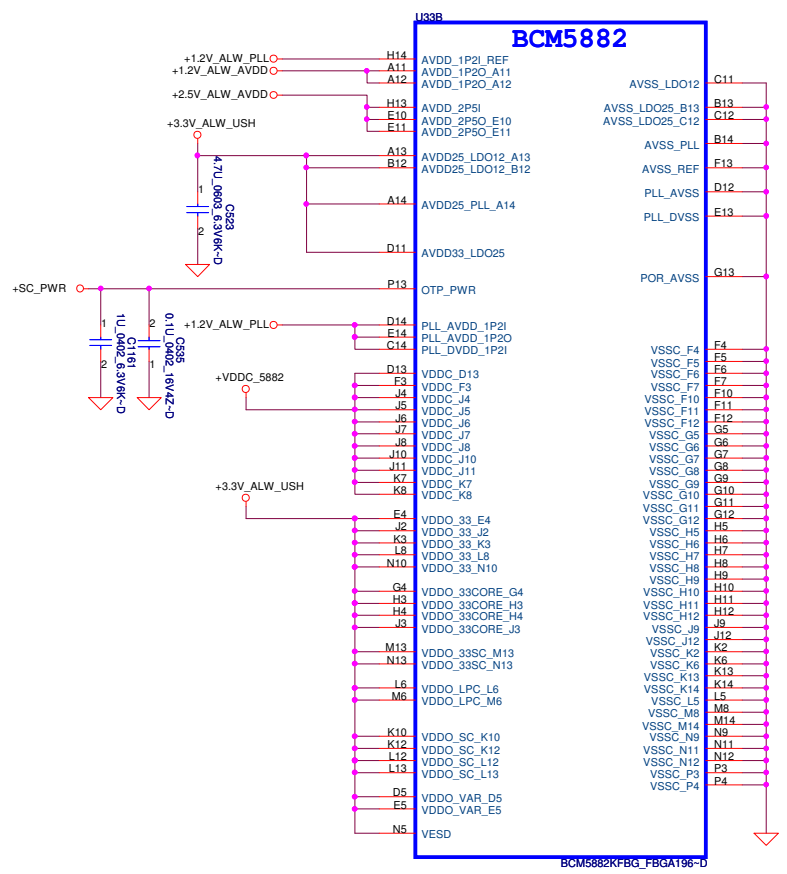 U33B
BCM5882
+1.2V_ALW_PLL H14 AVDD_1P2I_REF
+1.2V_ALW_AVDD A11 AVDD_1P2O_A11
A12 AVDD_1P2O_A12
+2.5V_ALW_AVDD
H13 AVDD_2P5I
E10 AVDD_2P5O_E10
E11 AVDD_2P5O_E11
+3.3V_ALW_USH
A13 AVDD25_LDO12_A13
B12 AVDD25_LDO12_B12
A14 AVDD25_PLL_A14
D11 AVDD33_LDO25
1
2
C523
4.7U_0603_6.3V6K~D
+SC_PWR P13 OTP_PWR
1
2
C1161
1U_0402_6.3V6K~D
2
1
C535
0.1U_0402_16V4Z~D
+1.2V_ALW_PLL D14 PLL_AVDD_1P2I
E14 PLL_AVDD_1P2O
C14 PLL_DVDD_1P2I
+VDDC_5882
D13 VDDC_D13
F3 VDDC_F3
J4 VDDC_J4
J5 VDDC_J5
J6 VDDC_J6
J7 VDDC_J7
J8 VDDC_J8
J10 VDDC_J10
J11 VDDC_J11
K7 VDDC_K7
K8 VDDC_K8
+3.3V_ALW_USH
E4 VDDO_33_E4
J2 VDDO_33_J2
K3 VDDO_33_K3
L8 VDDO_33_L8
N10 VDDO_33_N10
G4 VDDO_33CORE_G4
H3 VDDO_33CORE_H3
H4 VDDO_33CORE_H4
J3 VDDO_33CORE_J3
M13 VDDO_33SC_M13
N13 VDDO_33SC_N13
L6 VDDO_LPC_L6
M6 VDDO_LPC_M6
K10 VDDO_SC_K10
K12 VDDO_SC_K12
L12 VDDO_SC_L12
L13 VDDO_SC_L13
D5 VDDO_VAR_D5
E5 VDDO_VAR_E5
N5 VESD
AVSS_LDO12 C11
AVSS_LDO25_B13 B13
AVSS_LDO25_C12 C12
AVSS_PLL B14
AVSS_REF F13
PLL_AVSS D12
PLL_DVSS E13
POR_AVSS G13
VSSC_F4 F4
VSSC_F5 F5
VSSC_F6 F6
VSSC_F7 F7
VSSC_F10 F10
VSSC_F11 F11
VSSC_F12 F12
VSSC_G5 G5
VSSC_G6 G6
VSSC_G7 G7
VSSC_G8 G8
VSSC_G9 G9
VSSC_G10 G10
VSSC_G11 G11
VSSC_G12 G12
VSSC_H5 H5
VSSC_H6 H6
VSSC_H7 H7
VSSC_H8 H8
VSSC_H9 H9
VSSC_H10 H10
VSSC_H11 H11
VSSC_H12 H12
VSSC_J9 J9
VSSC_J12 J12
VSSC_K2 K2
VSSC_K6 K6
VSSC_K13 K13
VSSC_K14 K14
VSSC_L5 L5
VSSC_M8 M8
VSSC_M14 M14
VSSC_N9 N9
VSSC_N11 N11
VSSC_N12 N12
VSSC_P3 P3
VSSC_P4 P4
BCM5882KFBG_FBGA196~D